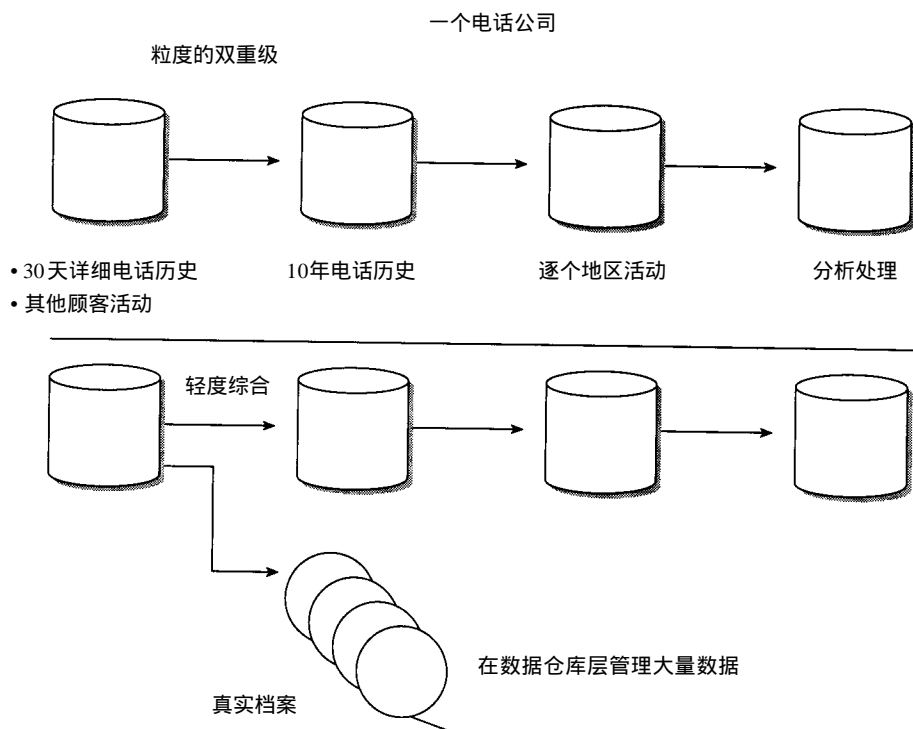 一个电话公司
粒度的双重级
• 30天详细电话历史
• 其他顾客活动
10年电话历史
逐个地区活动
分析处理
轻度综合
在数据仓库层管理大量数据
真实档案